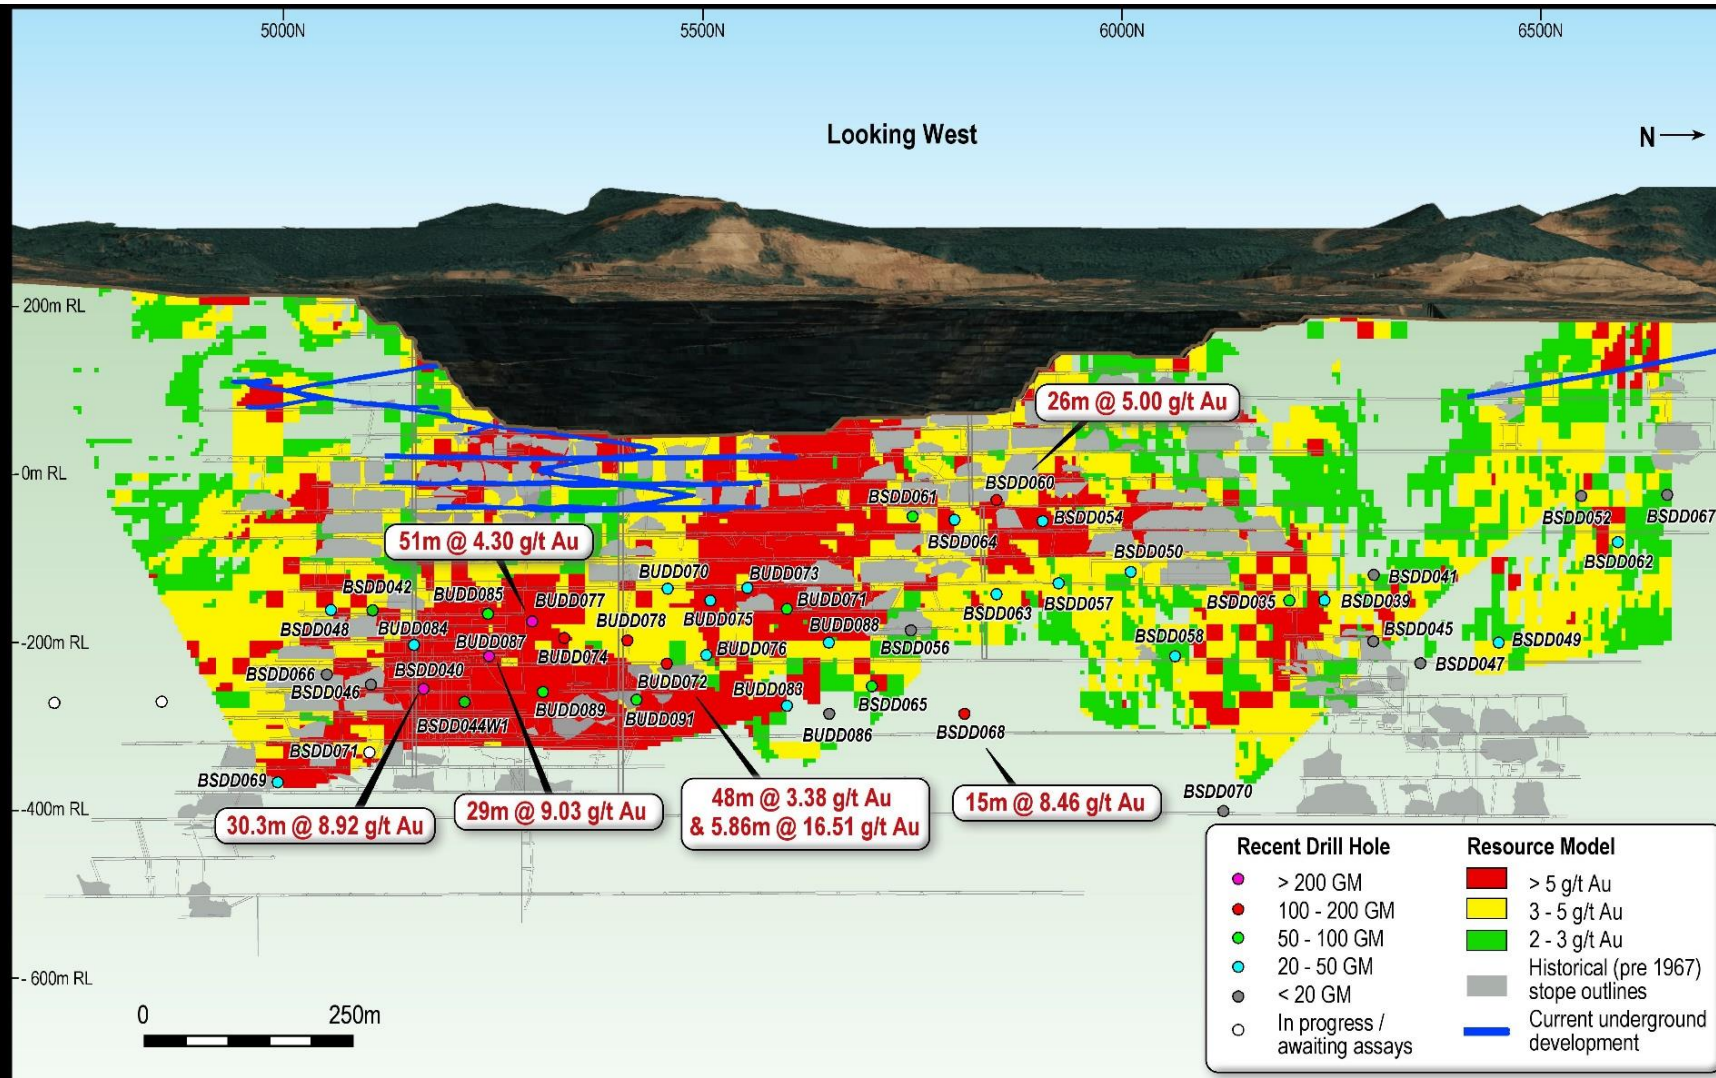 5000N
5500N
6000N
6500N
Looking West
N
200m RL
0m RL
-200m RL
-400m RL
- 600m RL
26m @ 5.00 g/t Au
51m @ 4.30 g/t Au
30.3m @ 8.92 g/t Au
29m @ 9.03 g/t Au
48m @ 3.38 g/t Au
& 5.86m @ 16.51 g/t Au
15m @ 8.46 g/t Au
BSDD061
BSDD060
BSDD054
BSDD064
BSDD050
BSDD052
BSDD067
BSDD062
BSDD042
BUDD085
BUDD077
BUDD070
BUDD073
BUDD071
BSDD063
BSDD057
BSDD041
BSDD035
BSDD039
BSDD048
BUDD084
BUDD087
BUDD078
BUDD075
BUDD088
BSDD056
BSDD058
BSDD045
BSDD049
BSDD047
BSDD066
BSDD046
BSDD040
BUDD074
BUDD076
BUDD072
BUDD083
BSDD065
BSDD044W1
BUDD089
BUDD091
BUDD086
BSDD068
BSDD071
BSDD069
BSDD070
0
250m
Recent Drill Hole
> 200 GM
100 - 200 GM
50 - 100 GM
20 - 50 GM
< 20 GM
In progress /
awaiting assays
Resource Model
> 5 g/t Au
3 - 5 g/t Au
2 - 3 g/t Au
Historical (pre 1967)
stope outlines
Current underground
development